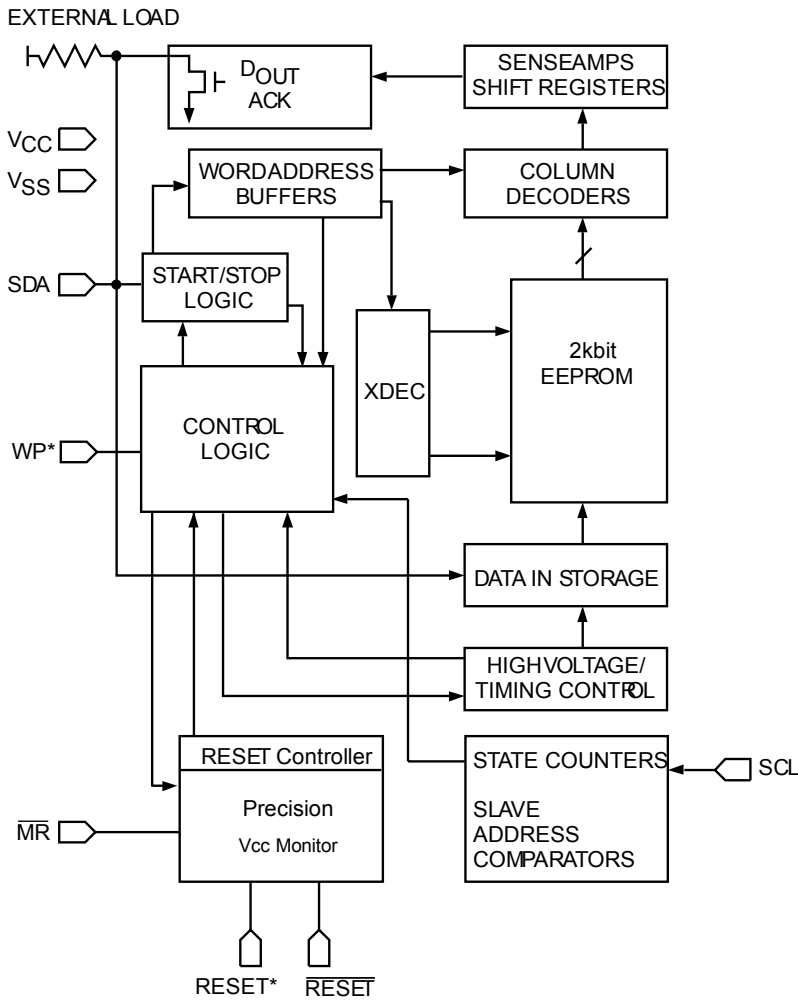 EXTERNAL LOAD
DOUT
ACK
SENSEAMPS
SHIFT REGISTERS
VCC
VSS
WORDADDRESS
BUFFERS
COLUMN
DECODERS
SDA
START/STOP
LOGIC
XDEC
2kbit
EEPROM
WP*
CONTROL
LOGIC
DATA IN STORAGE
HIGHVOLTAGE/
TIMING CONTROL
RESET Controller
Precision
Vcc Monitor
STATE COUNTERS
SLAVE
ADDRESS
COMPARATORS
SCL
MR
RESET*
RESET